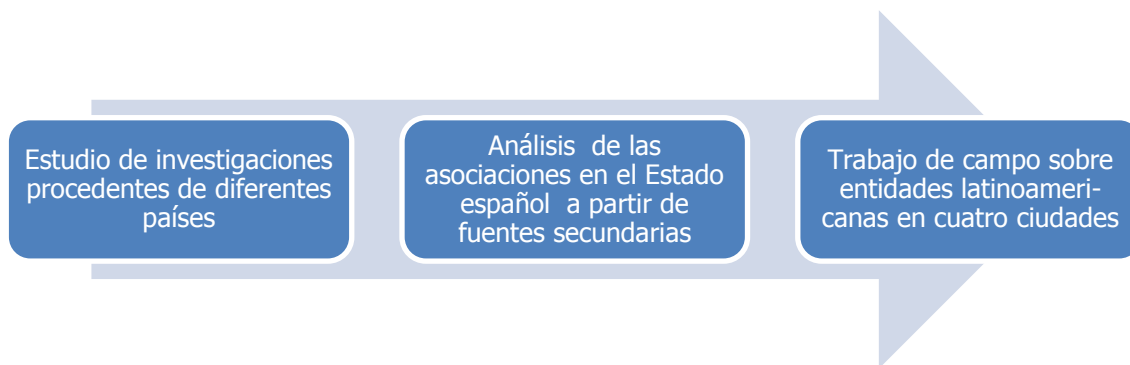 Estudio de investigaciones
procedentes de diferentes
países
Análisis de las
asociaciones en el Estado
español a partir de
fuentes secundarias
Trabajo de campo sobre
entidades latinoameri-
canas en cuatro ciudades